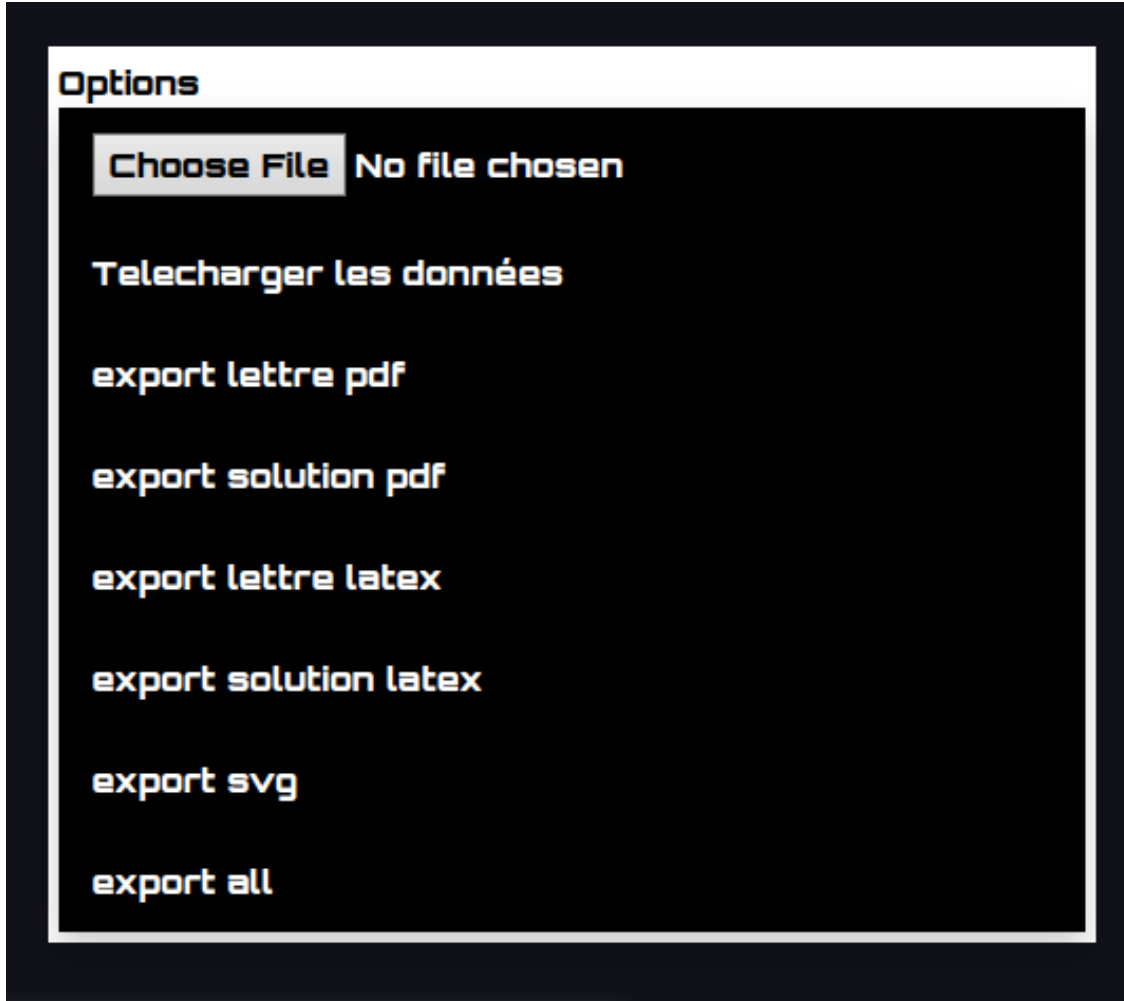 Options
Choose File No file chosen
Telecharger les données
export lettre pdf
export solution pdf
export lettre latex
export solution latex
export svg
export all